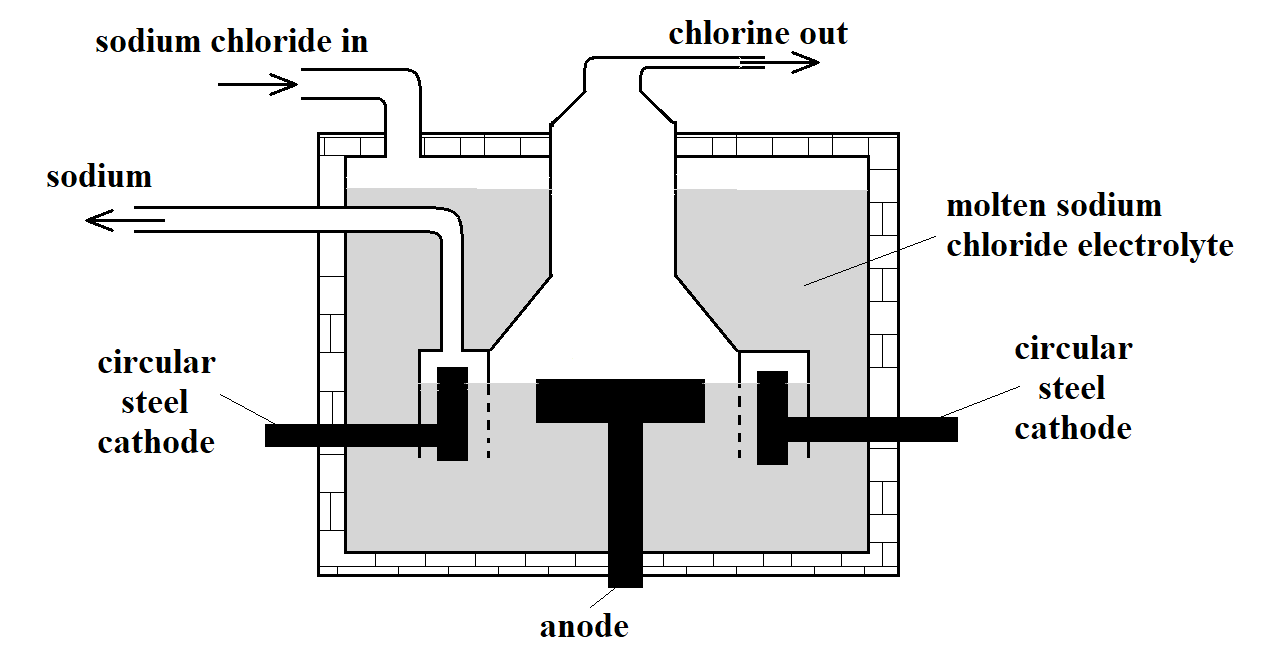 sodium chloride in
chlorine out
sodium
molten sodium
chloride electrolyte
circular
steel
cathode
circular
steel
cathode
anode